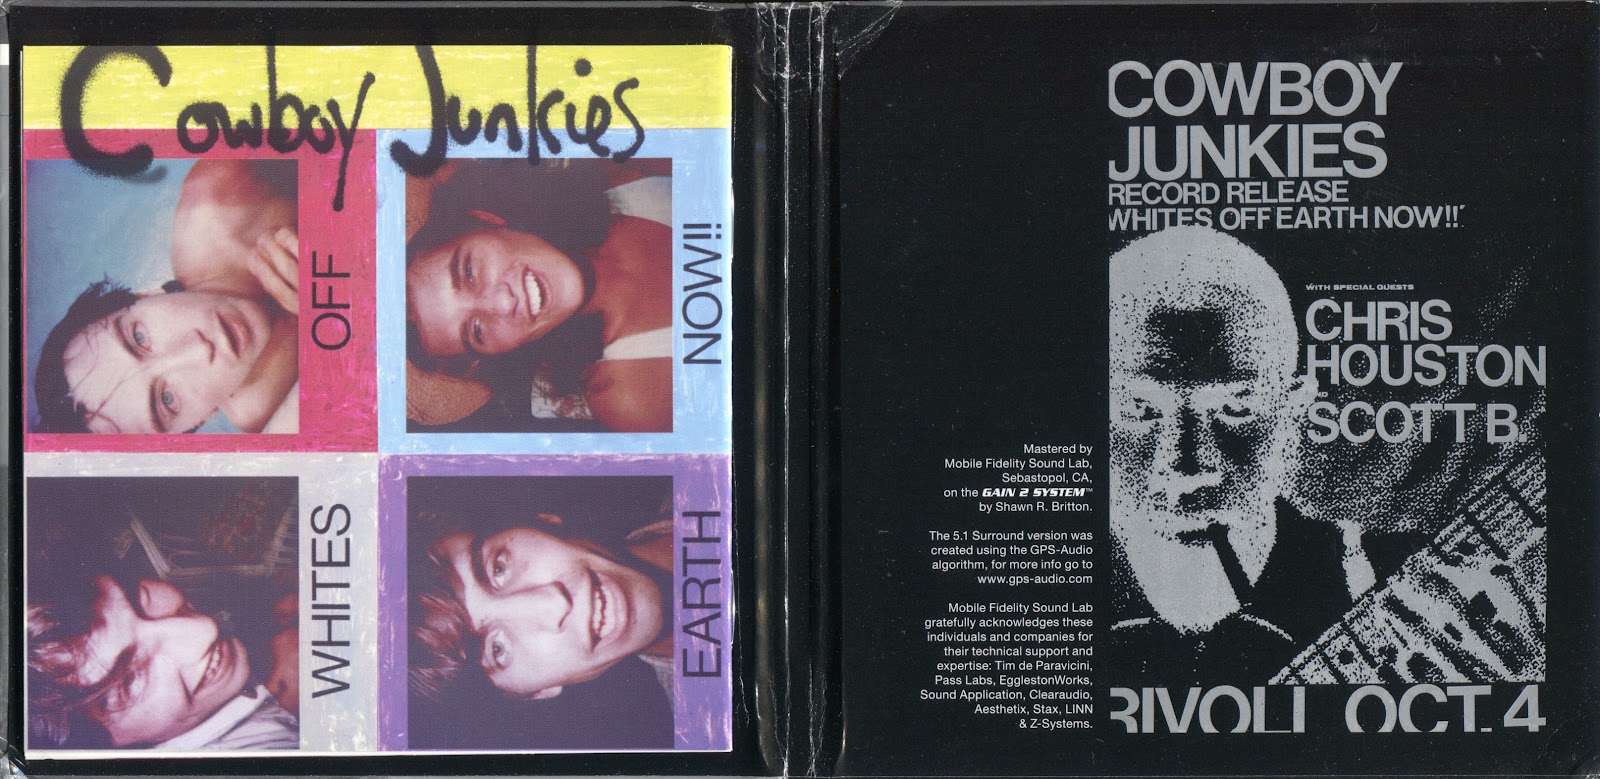 Cowboy Junkies
OFF
NOW!!
WHITES
EARTH
COWBOY
JUNKIES
RECORD RELEASE
WHITES OFF EARTH NOW!!
WITH SPECIAL GUESTS
CHRIS
HOUSTON
SCOTT B.
RIVOLI OCT. 4
Mastered by
Mobile Fidelity Sound Lab,
Sebastopol, CA,
on the GAIN 2 SYSTEM™
by Shawn R. Britton.
The 5.1 Surround version was
created using the GPS-Audio
algorithm, for more info go to
www.gps-audio.com
Mobile Fidelity Sound Lab
gratefully acknowledges these
individuals and companies for
their technical support and
expertise: Tim de Paravicini,
Pass Labs, EgglestonWorks,
Sound Application, Clearaudio,
Aesthetix, Stax, LINN
& Z-Systems.